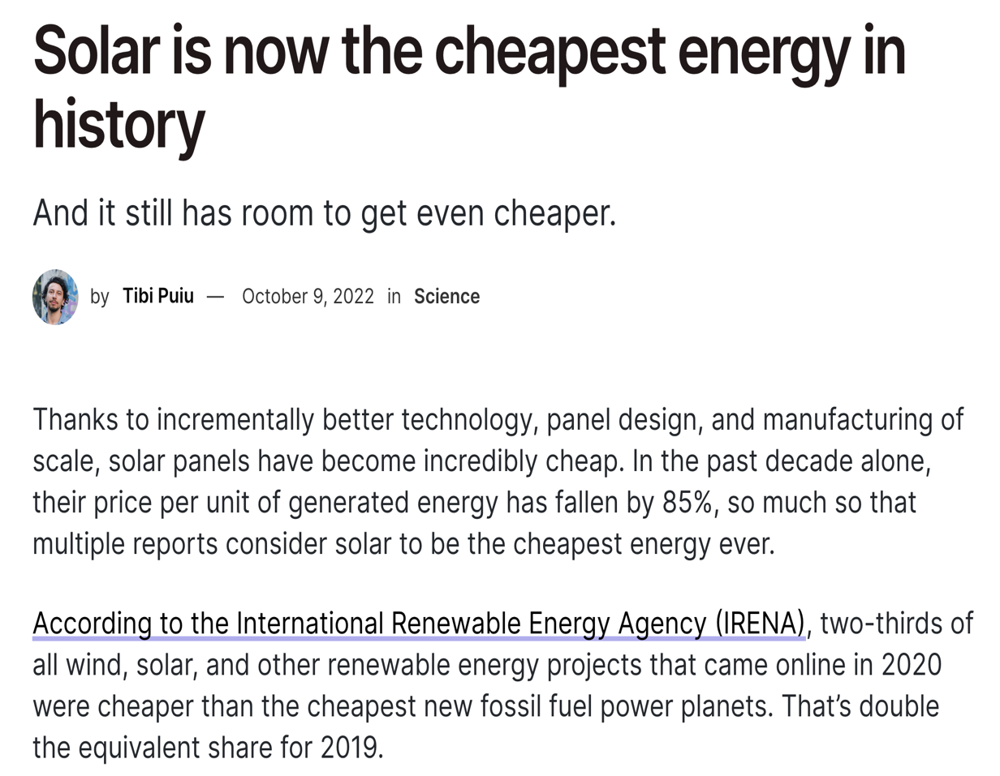 Solar is now the cheapest energy in
history
And it still has room to get even cheaper.
by Tibi Puiu — October 9, 2022 in Science
Thanks to incrementally better technology, panel design, and manufacturing of
scale, solar panels have become incredibly cheap. In the past decade alone,
their price per unit of generated energy has fallen by 85%, so much so that
multiple reports consider solar to be the cheapest energy ever.
According to the International Renewable Energy Agency (IRENA), two-thirds of
all wind, solar, and other renewable energy projects that came online in 2020
were cheaper than the cheapest new fossil fuel power planets. That’s double
the equivalent share for 2019.